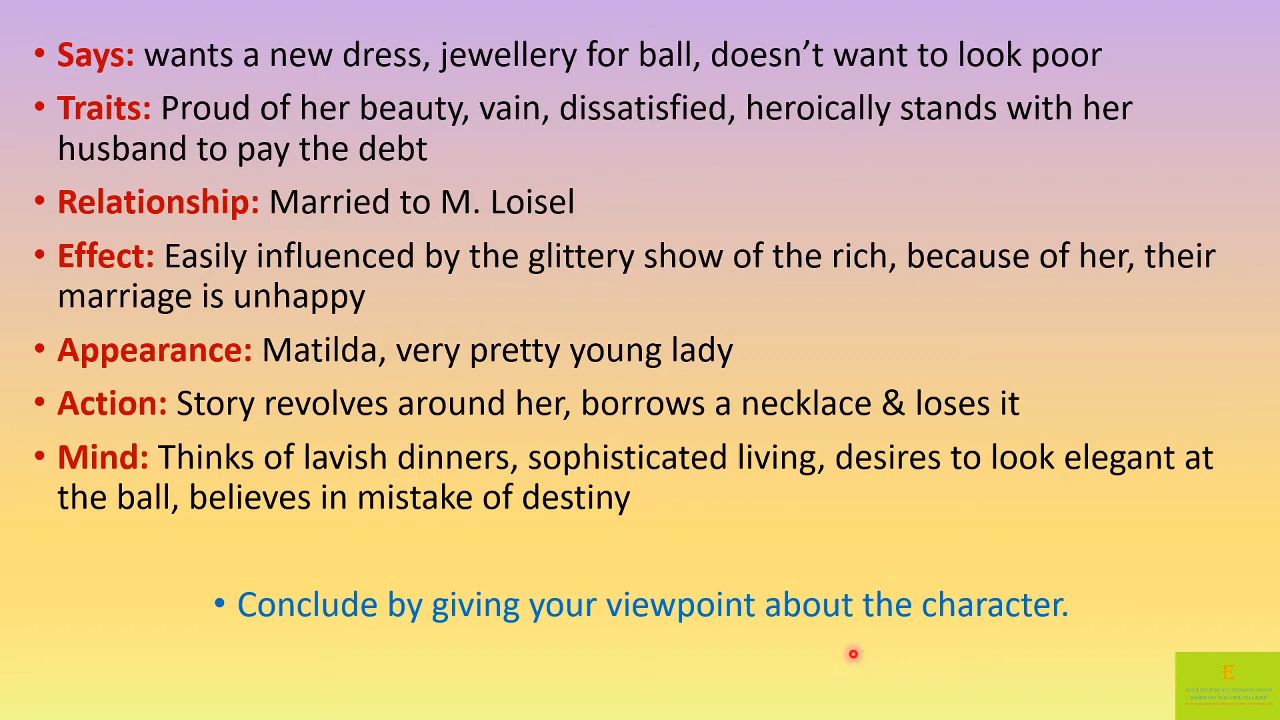 • Says: wants a new dress, jewellery for ball, doesn’t want to look poor
• Traits: Proud of her beauty, vain, dissatisfied, heroically stands with her
husband to pay the debt
• Relationship: Married to M. Loisel
• Effect: Easily influenced by the glittery show of the rich, because of her, their
marriage is unhappy
• Appearance: Matilda, very pretty young lady
• Action: Story revolves around her, borrows a necklace & loses it
• Mind: Thinks of lavish dinners, sophisticated living, desires to look elegant at
the ball, believes in mistake of destiny
• Conclude by giving your viewpoint about the character.
E